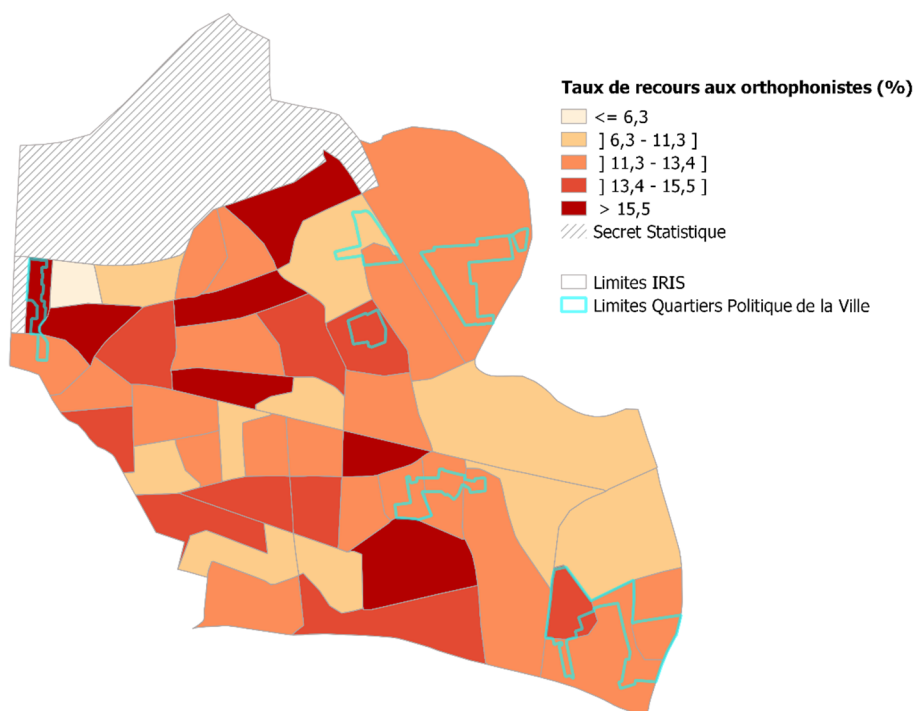 Taux de recours aux orthophonistes (%)
<= 6,3
] 6,3 - 11,3 ]
] 11,3 - 13,4 ]
] 13,4 - 15,5 ]
> 15,5
Secret Statistique
Limites IRIS
Limites Quartiers Politique de la Ville